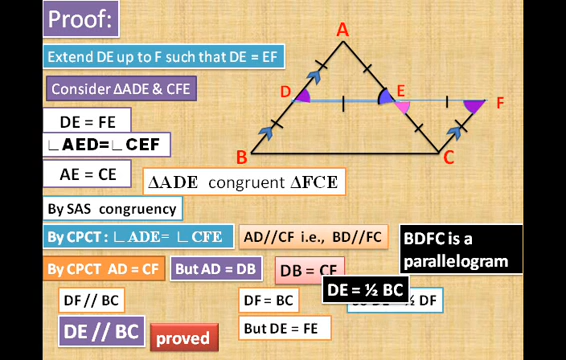 Proof:
Extend DE up to F such that DE = EF
Consider ΔADE & CFE
DE = FE
∟AED=∟CEF
AE = CE
ΔADE congruent ΔFCE
By SAS congruency
By CPCT : ∟ADE= ∟CFE
AD//CF i.e., BD//FC
BDFC is a
parallelogram
By CPCT AD = CF
But AD = DB
DB = CF
DE = ½ BC
DF // BC
DF = BC
½ DF
DE // BC
proved
But DE = FE
A
D
E
F
B
C